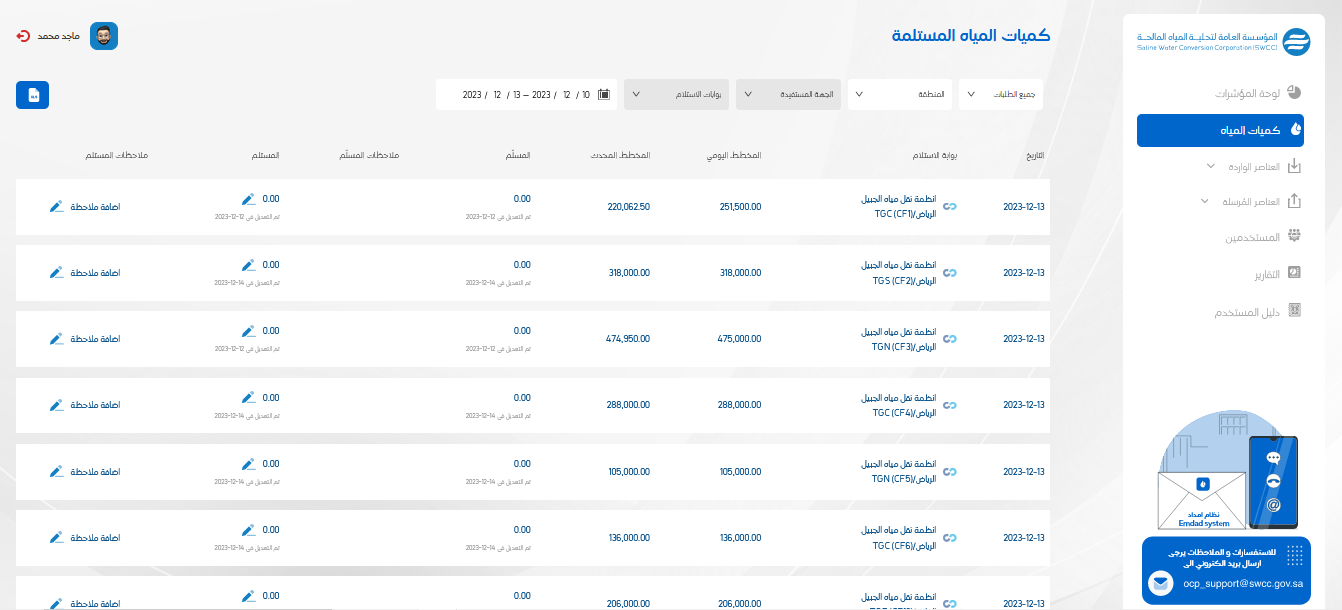 المؤسسة العامة لتحلية المياه المالحة
Saline Water Conversion Corporation (SWCC)
لوحة المؤشرات
كميات المياه
العناصر الواردة
العناصر المُرسلة
المستخدمين
التقارير
دليل المستخدم
نظام امداد
Emdad system
للاستفسارات و الملاحظات يرجى
ارسال بريد الكتروني الى
ocp_support@swcc.gov.sa
كميات المياه المستلمة
ماجد محمد
جميع الطلبات
المنطقة
الجهة المستفيدة
بوابات الاستلام
10 / 12 / 2023 – 13 / 12 / 2023
التاريخ بوابة الاستلام المخطط اليومي المخطط المحدث المسلّم ملاحظات المسلّم المستلم ملاحظات المستلم
2023-12-13 انظمة نقل مياه الجبيل 251,500.00 220,062.50 0.00 0.00 اضافة ملاحظة
الرياض/TGC (CF1) تم التعديل في 12-12-2023 تم التعديل في 12-12-2023
2023-12-13 انظمة نقل مياه الجبيل 318,000.00 318,000.00 0.00 0.00 اضافة ملاحظة
الرياض/TGS (CF2) تم التعديل في 14-12-2023 تم التعديل في 14-12-2023
2023-12-13 انظمة نقل مياه الجبيل 475,000.00 474,950.00 0.00 0.00 اضافة ملاحظة
الرياض/TGN (CF3) تم التعديل في 12-12-2023 تم التعديل في 12-12-2023
2023-12-13 انظمة نقل مياه الجبيل 288,000.00 288,000.00 0.00 0.00 اضافة ملاحظة
الرياض/TGC (CF4) تم التعديل في 14-12-2023 تم التعديل في 14-12-2023
2023-12-13 انظمة نقل مياه الجبيل 105,000.00 105,000.00 0.00 0.00 اضافة ملاحظة
الرياض/TGN (CF5) تم التعديل في 14-12-2023 تم التعديل في 14-12-2023
2023-12-13 انظمة نقل مياه الجبيل 136,000.00 136,000.00 0.00 0.00 اضافة ملاحظة
الرياض/TGC (CF6) تم التعديل في 14-12-2023 تم التعديل في 14-12-2023
2023-12-13 انظمة نقل مياه الجبيل 206,000.00 206,000.00 0.00 0.00 اضافة ملاحظة